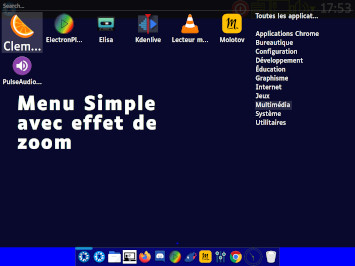 Search...
17:53
Toutes les applicat...
Clem...
ElectronPl...
Elisa
Kdenlive
Lecteur m...
Molotov
Applications Chrome
Bureautique
Configuration
Développement
Éducation
Graphisme
Internet
Jeux
Multimédia
Système
Utilitaires
PulseAudio...
Menu Simple
avec effet de
zoom